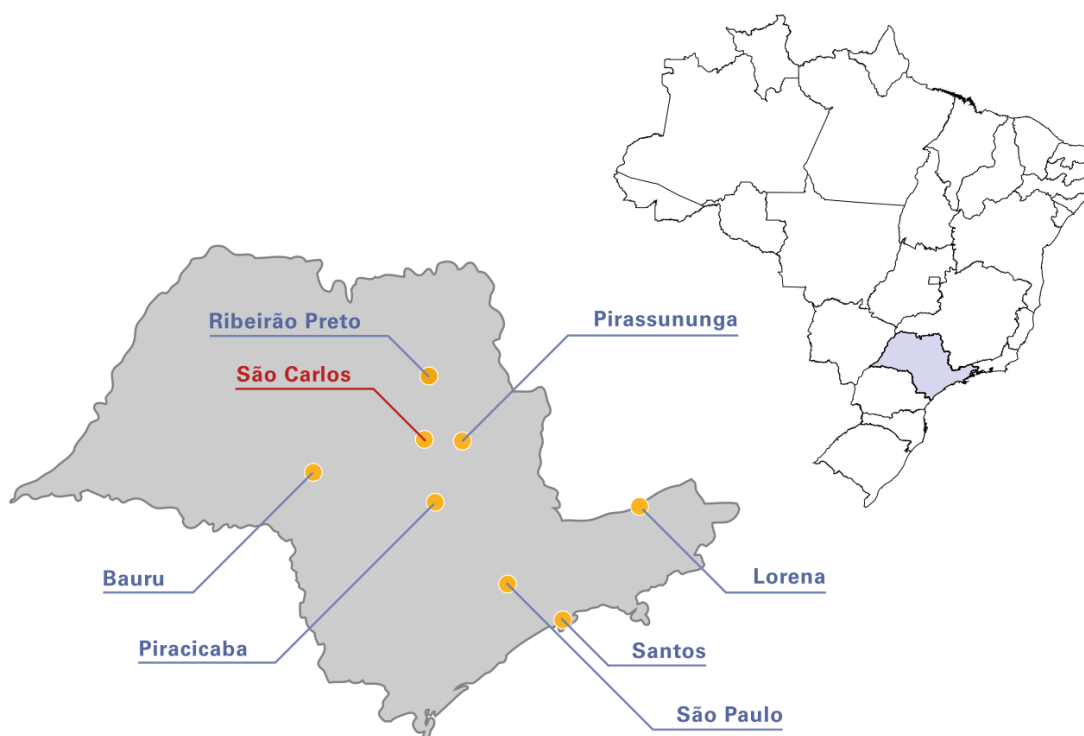 Ribeirão Preto
Pirassununga
São Carlos
Bauru
Lorena
Piracicaba
Santos
São Paulo